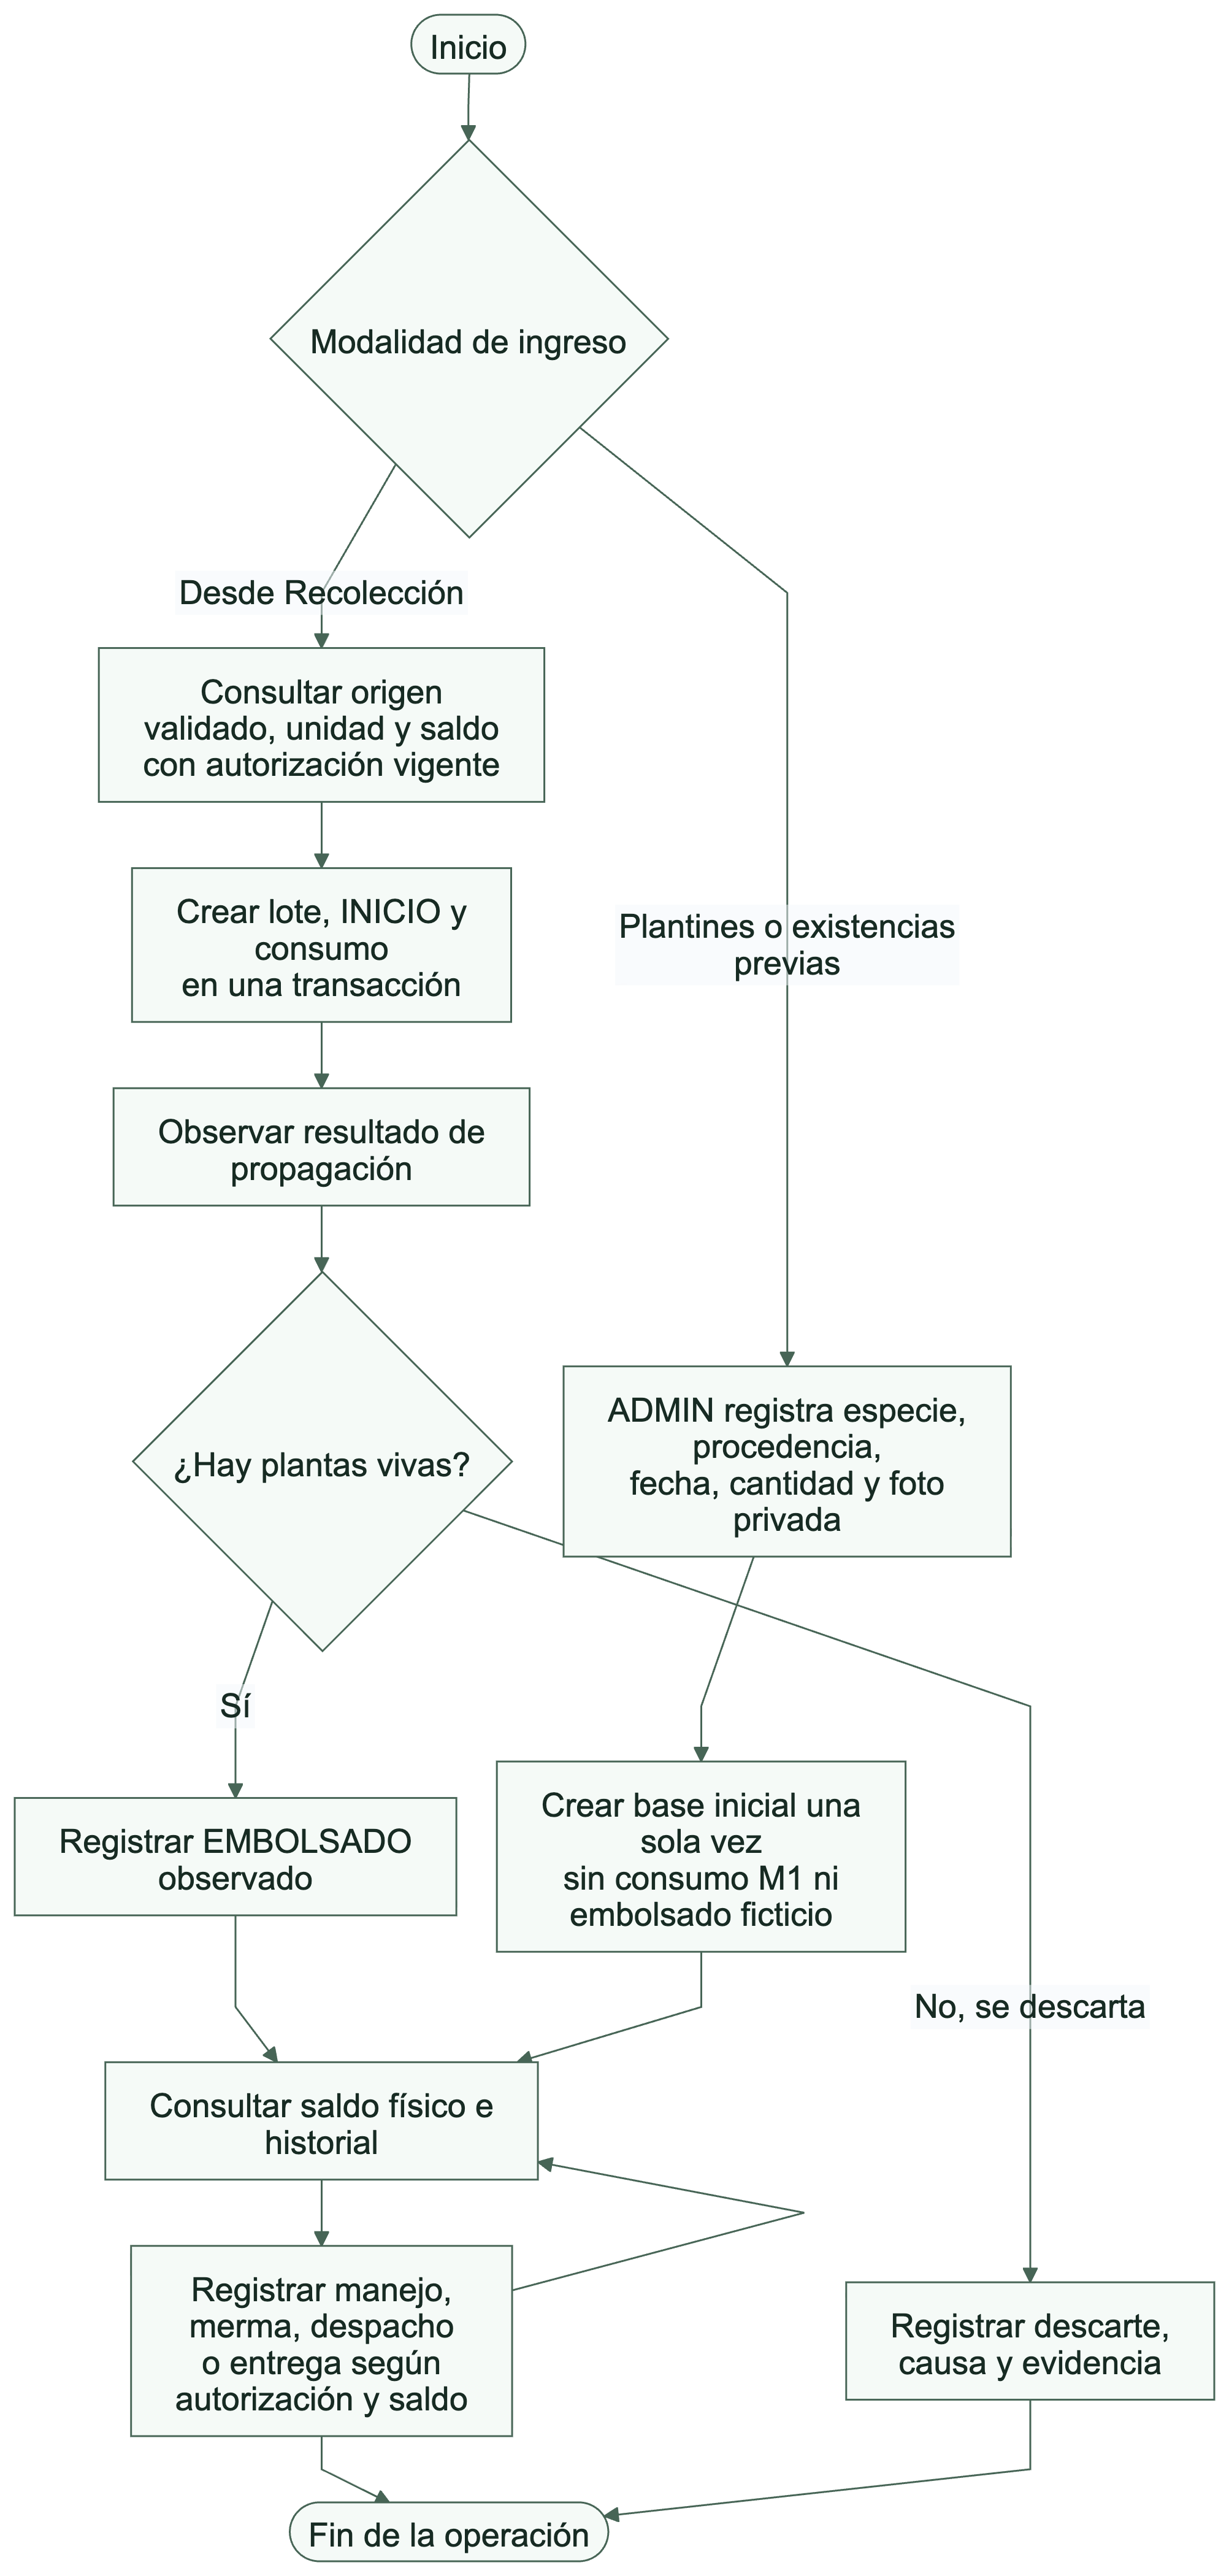 Inicio
Modalidad de ingreso
Desde Recolección
Consultar origen
validado, unidad y saldo
con autorización vigente
Crear lote, INICIO y
consumo
en una transacción
Plantines o existencias
previas
Observar resultado de
propagación
¿Hay plantas vivas?
ADMIN registra especie,
procedencia,
fecha, cantidad y foto
privada
Sí
Registrar EMBOLSADO
observado
Crear base inicial una
sola vez
sin consumo M1 ni
embolsado ficticio
No, se descarta
Consultar saldo físico e
historial
Registrar manejo,
merma, despacho
o entrega según
autorización y saldo
Registrar descarte,
causa y evidencia
Fin de la operación